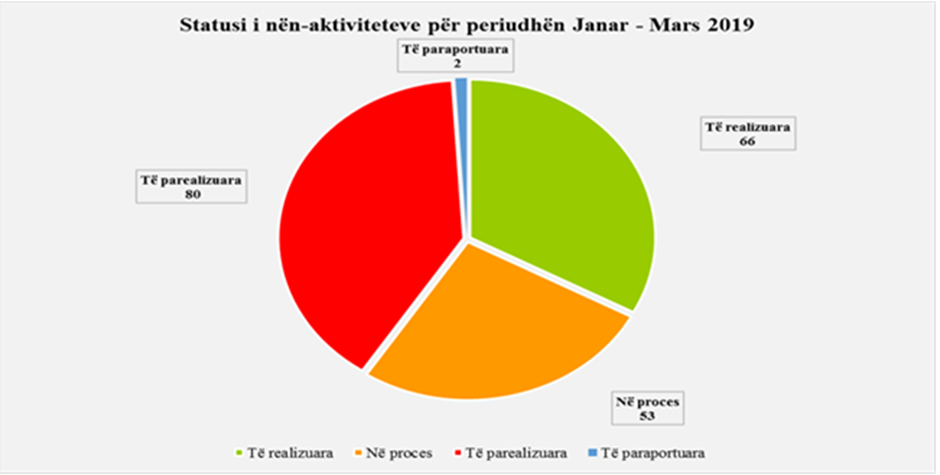 Statusi i nën-aktiviteteve për periudhën Janar - Mars 2019
Të paraportuara
2
Të realizuara
66
Të parealizuara
80
Në proces
53
Të realizuara Në proces Të parealizuara Të paraportuara